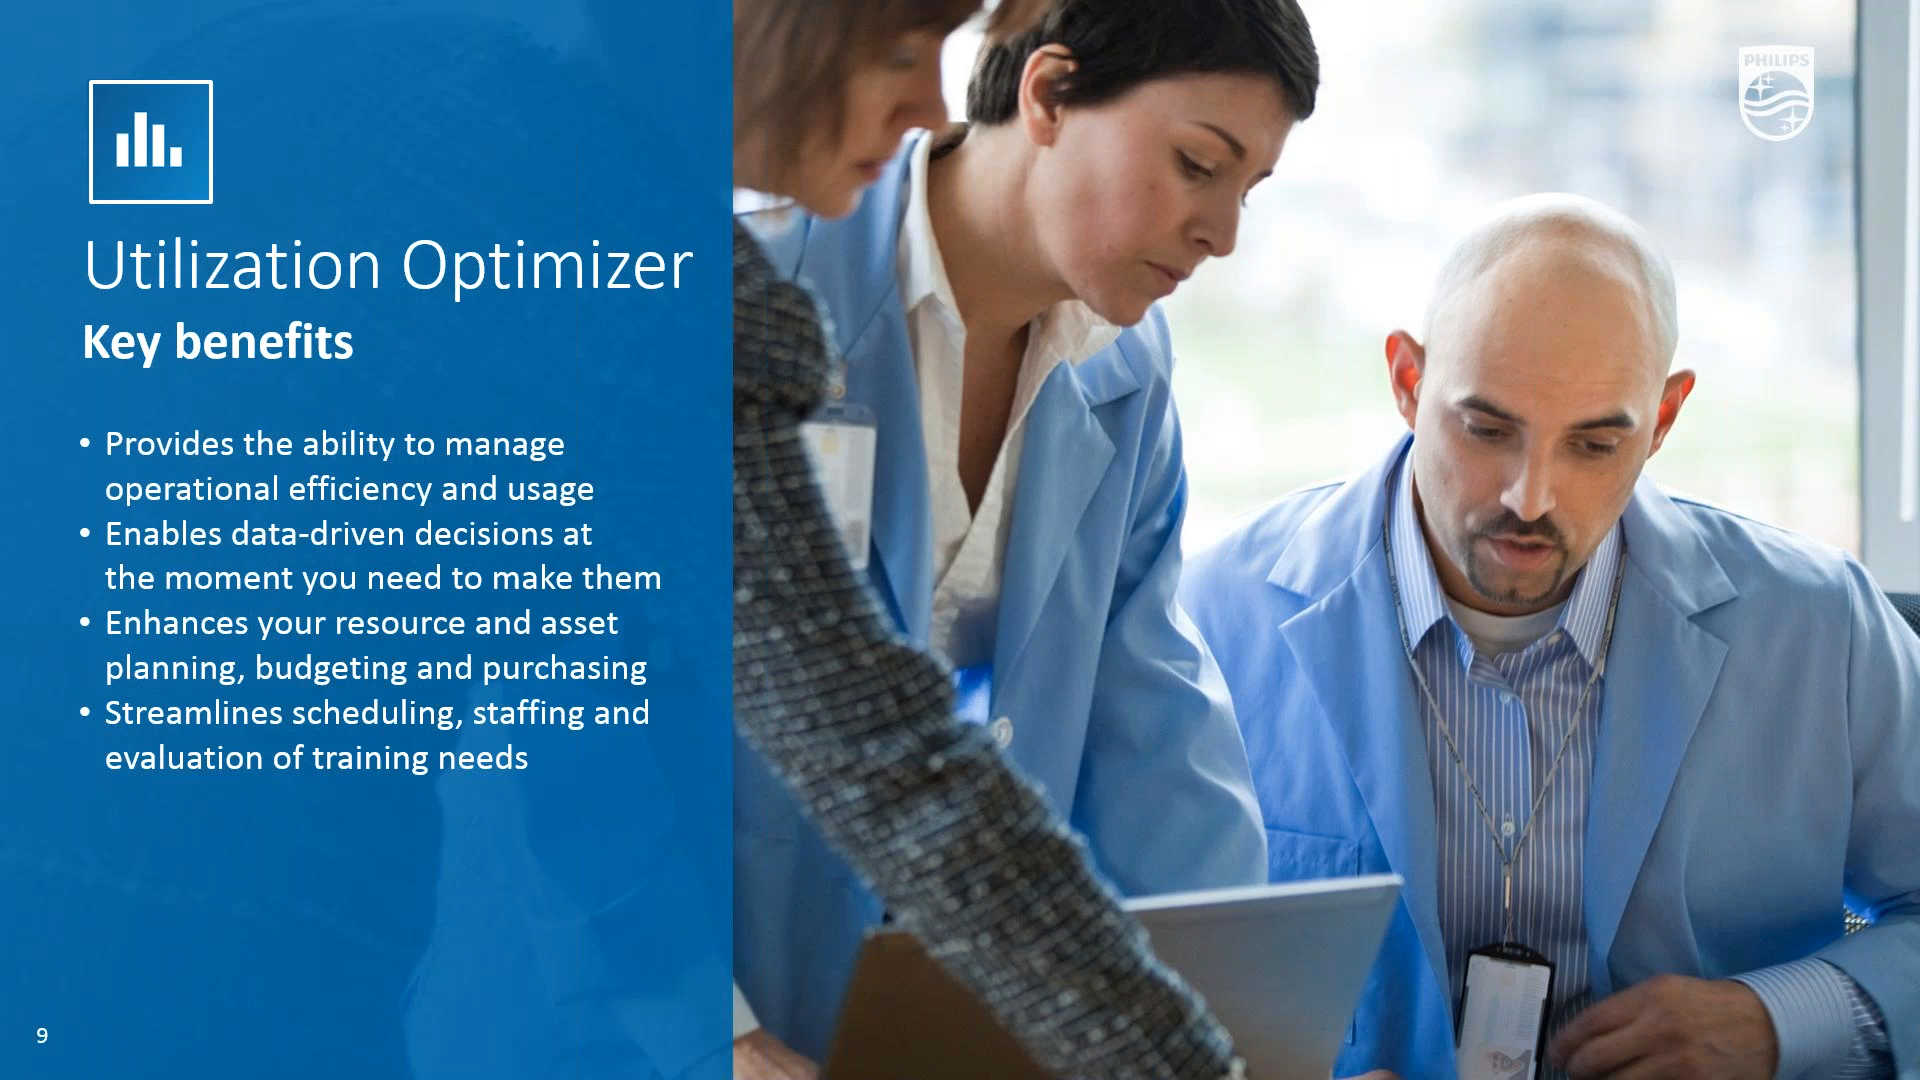 PHILIPS
Utilization Optimizer
Key benefits
• Provides the ability to manage
operational efficiency and usage
• Enables data-driven decisions at
the moment you need to make them
• Enhances your resource and asset
planning, budgeting and purchasing
• Streamlines scheduling, staffing and
evaluation of training needs
9